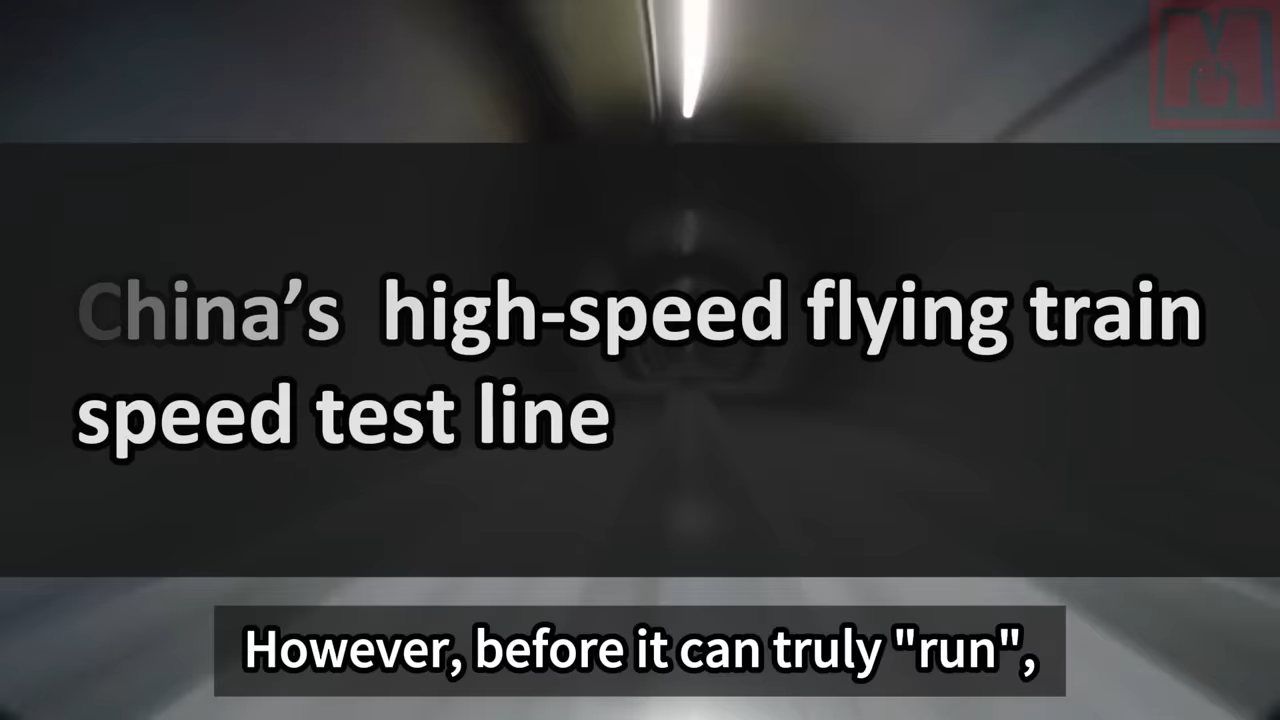 China’s  high-speed flying train
speed test line
However, before it can truly "run",